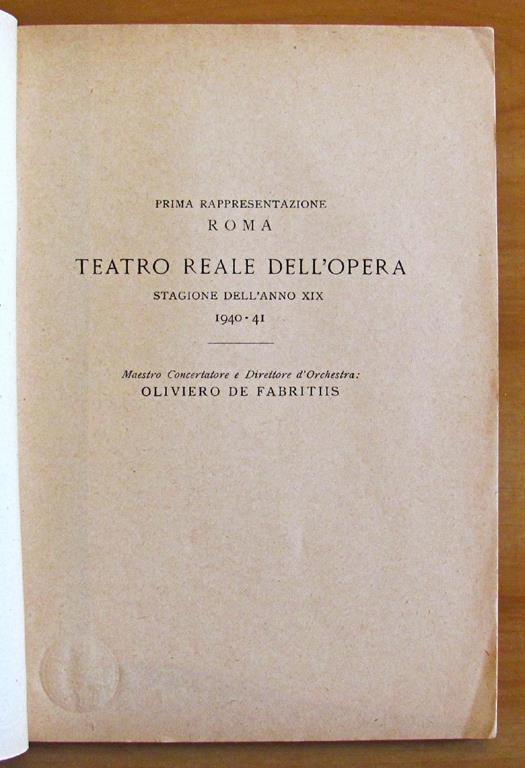 PRIMA RAPPRESENTAZIONE
ROMA
TEATRO REALE DELL'OPERA
STAGIONE DELL'ANNO XIX
1940-41
Maestro Concertatore e Direttore d'Orchestra:
OLIVIERO DE FABRITIIS